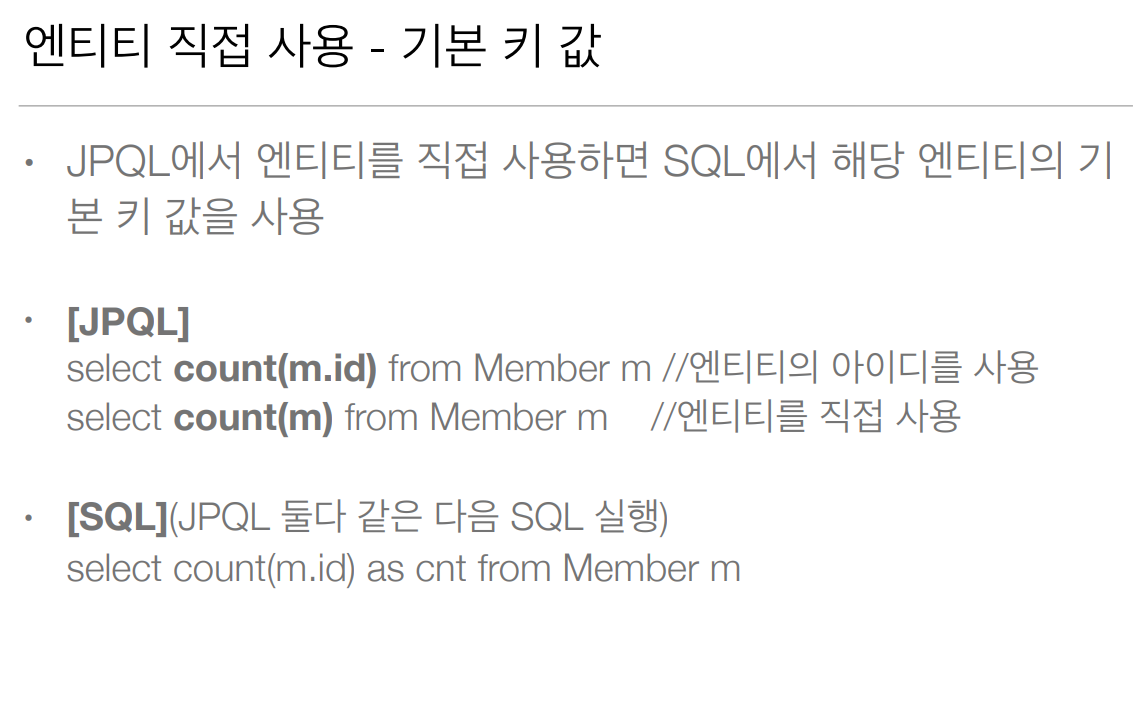 엔티티 직접 사용 - 기본 키 값
• JPQL에서 엔티티를 직접 사용하면 SQL에서 해당 엔티티의 기
본 키 값을 사용
• [JPQL]
select count(m.id) from Member m //엔티티의 아이디를 사용
select count(m) from Member m //엔티티를 직접 사용
• [SQL](JPQL 둘다 같은 다음 SQL 실행)
select count(m.id) as cnt from Member m